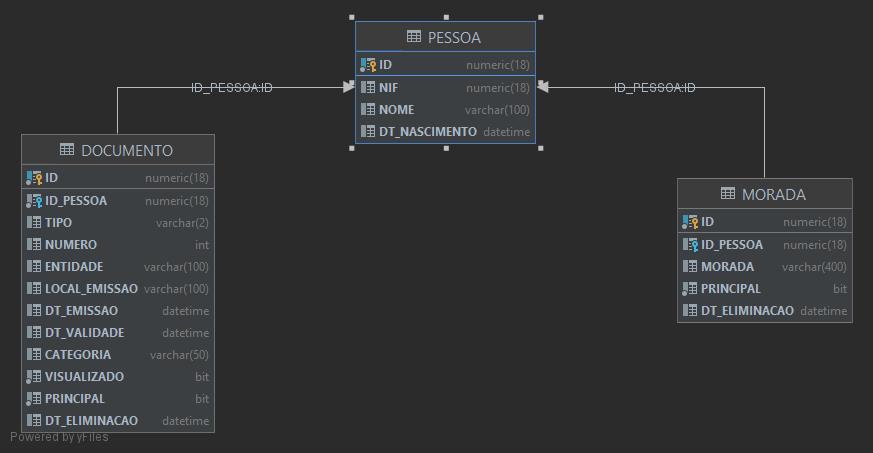 PESSOA
ID numeric(18)
NIF numeric(18)
NOME varchar(100)
DT_NASCIMENTO datetime
ID_PESSOA:ID
ID_PESSOA:ID
DOCUMENTO
ID numeric(18)
ID_PESSOA numeric(18)
TIPO varchar(2)
NUMERO int
ENTIDADE varchar(100)
LOCAL_EMISSAO varchar(100)
DT_EMISSAO datetime
DT_VALIDADE datetime
CATEGORIA varchar(50)
VISUALIZADO bit
PRINCIPAL bit
DT_ELIMINACAO datetime
MORADA
ID numeric(18)
ID_PESSOA numeric(18)
MORADA varchar(400)
PRINCIPAL bit
DT_ELIMINACAO datetime
Powered by yFiles